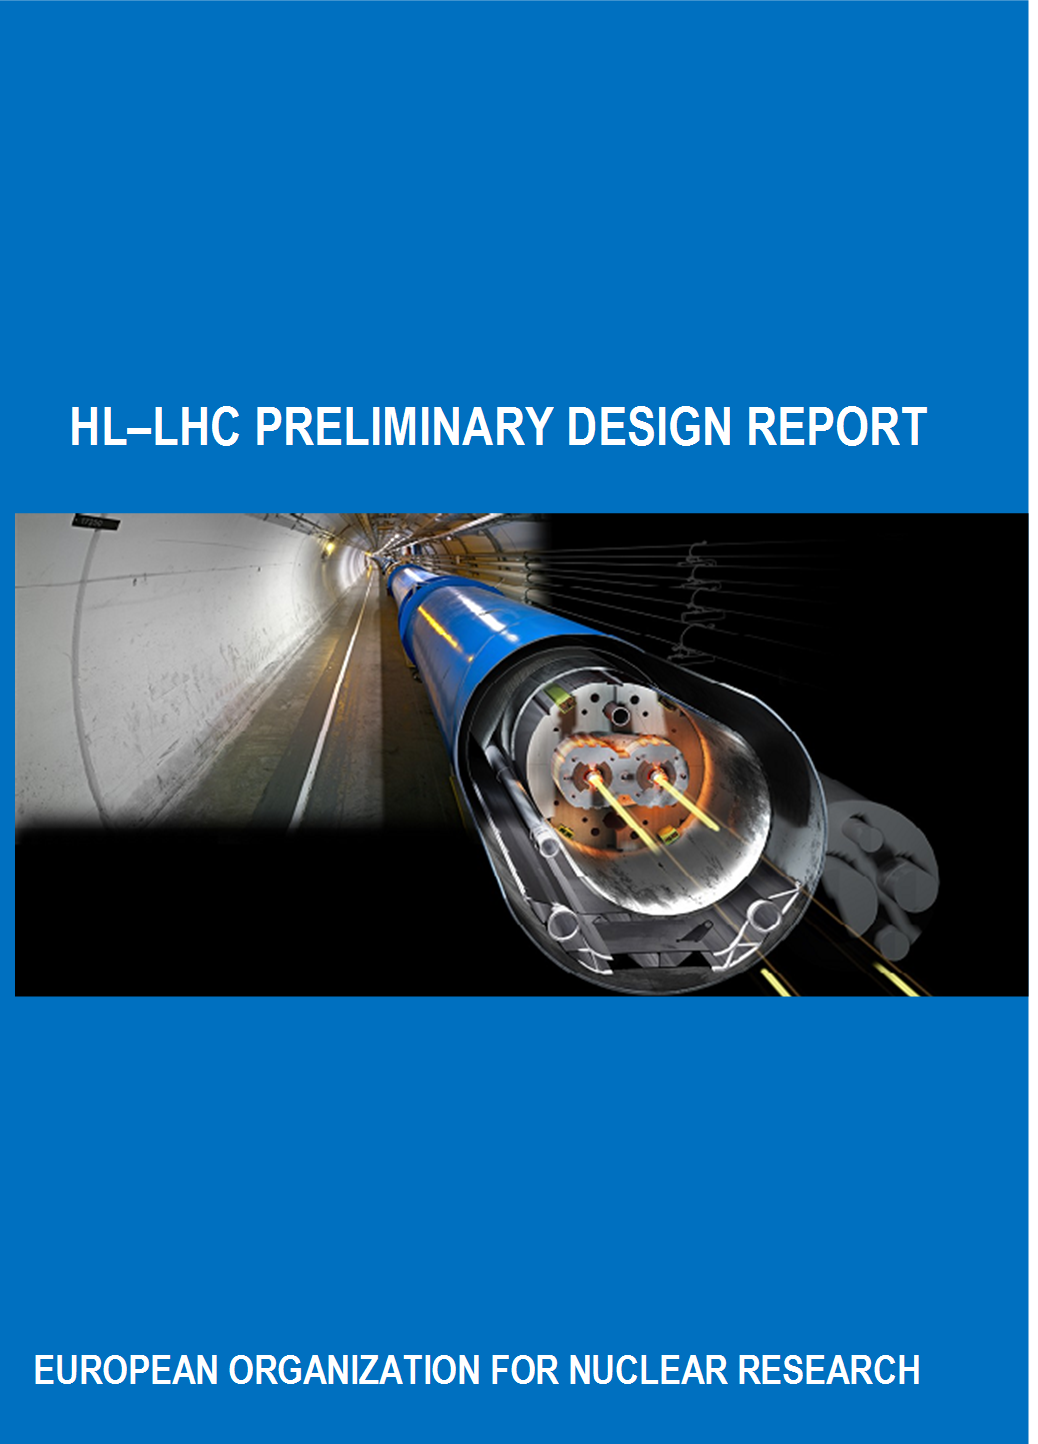 HL–LHC PRELIMINARY DESIGN REPORT
EUROPEAN ORGANIZATION FOR NUCLEAR RESEARCH